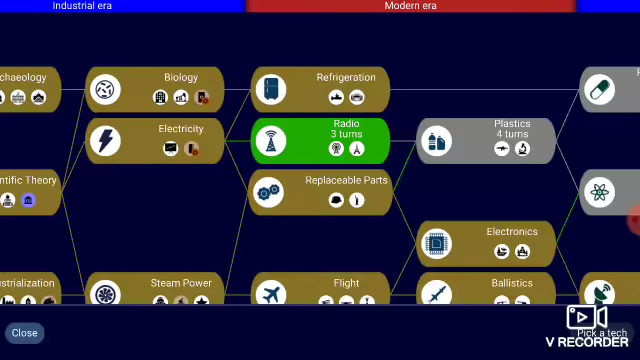 Industrial era
Modern era
chaeology
Biology
Refrigeration
Electricity
Radio
3 turns
Plastics
4 turns
ntific Theory
Replaceable Parts
Electronics
ustrialization
Steam Power
Flight
Ballistics
Close
Pick a tech
V RECORDER